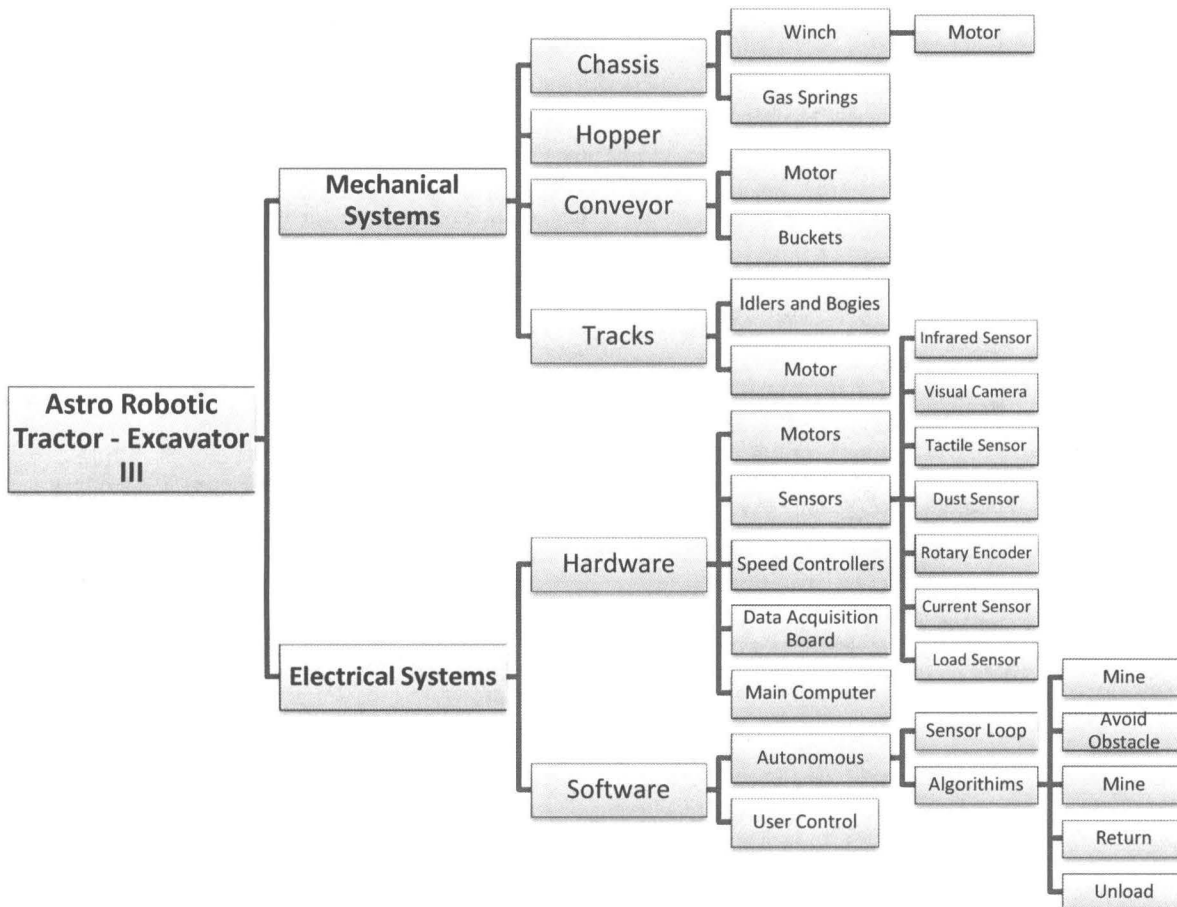 Astro Robotic
Tractor - Excavator
III
Mechanical
Systems
Chassis
Winch
Motor
Gas Springs
Hopper
Conveyor
Motor
Buckets
Tracks
Idlers and Bogies
Motor
Electrical Systems
Hardware
Motors
Sensors
Infrared Sensor
Visual Camera
Tactile Sensor
Dust Sensor
Rotary Encoder
Current Sensor
Load Sensor
Speed Controllers
Data Acquisition
Board
Main Computer
Software
Autonomous
Sensor Loop
Algorithims
Mine
Avoid
Obstacle
Mine
Return
Unload
User Control